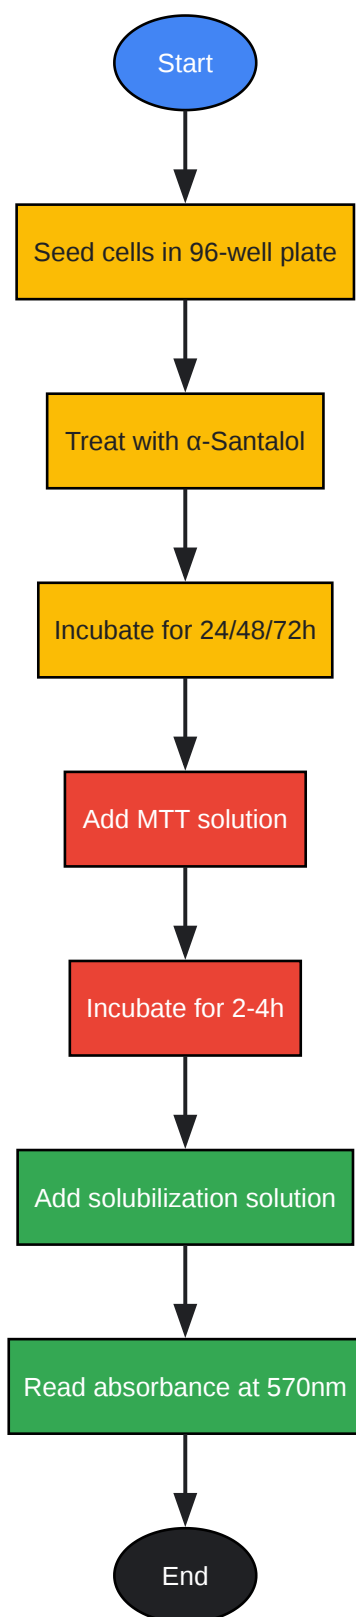 Start
Seed cells in 96-well plate
Treat with α-Santalol
Incubate for 24/48/72h
Add MTT solution
Incubate for 2-4h
Add solubilization solution
Read absorbance at 570nm
End